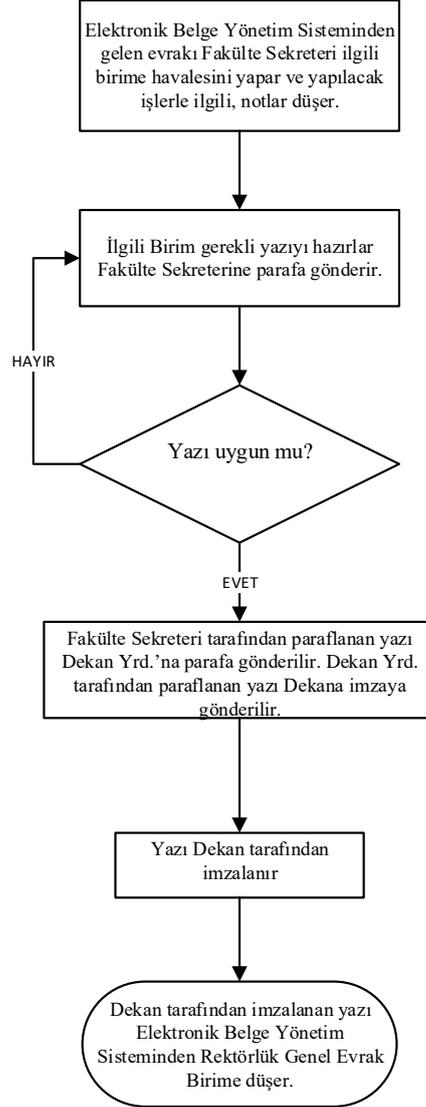 Elektronik Belge Yönetim Sisteminden
gelen evrakı Fakülte Sekreteri ilgili
birime havalesini yapar ve yapılacak
işlerle ilgili, notlar düşer.
İlgili Birim gerekli yazıyı hazırlar
Fakülte Sekreterine parafa gönderir.
HAYIR
Yazı uygun mu?
EVET
Fakülte Sekreteri tarafından paraflanan yazı
Dekan Yrd.’na parafa gönderilir. Dekan Yrd.
tarafından paraflanan yazı Dekana imzaya
gönderilir.
Yazı Dekan tarafından
imzalanır
Dekan tarafından imzalanan yazı
Elektronik Belge Yönetim
Sisteminden Rektörlük Genel Evrak
Birime düşer.